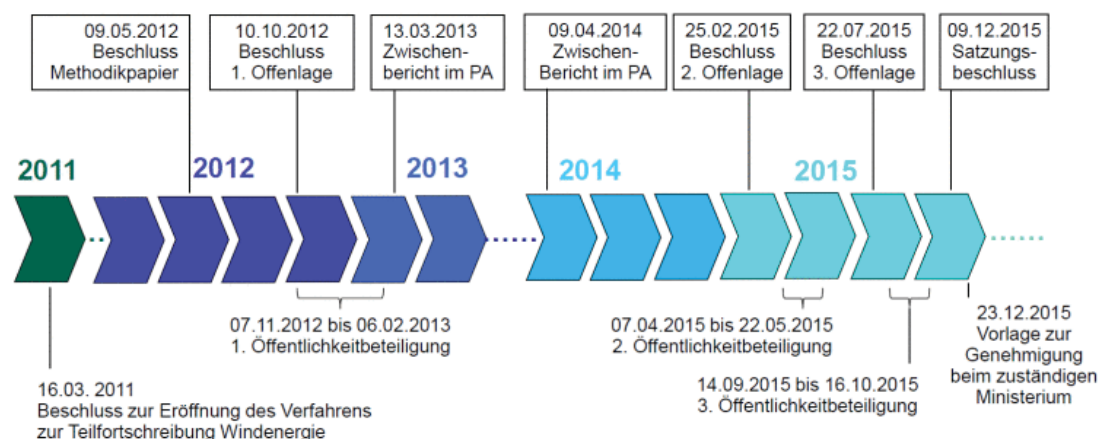 09.05.2012
Beschluss
Methodikpapier
10.10.2012
Beschluss
1. Offenlage
13.03.2013
Zwischen-
bericht im PA
09.04.2014
Zwischen-
Bericht im PA
25.02.2015
Beschluss
2. Offenlage
22.07.2015
Beschluss
3. Offenlage
09.12.2015
Satzungs-
beschluss
2011
2012
2013
2014
2015
07.11.2012 bis 06.02.2013
1. Öffentlichkeitbeteiligung
07.04.2015 bis 22.05.2015
2. Öffentlichkeitbeteiligung
23.12.2015
Vorlage zur
Genehmigung
beim zuständigen
Ministerium
14.09.2015 bis 16.10.2015
3. Öffentlichkeitbeteiligung
16.03. 2011
Beschluss zur Eröffnung des Verfahrens
zur Teilfortschreibung Windenergie